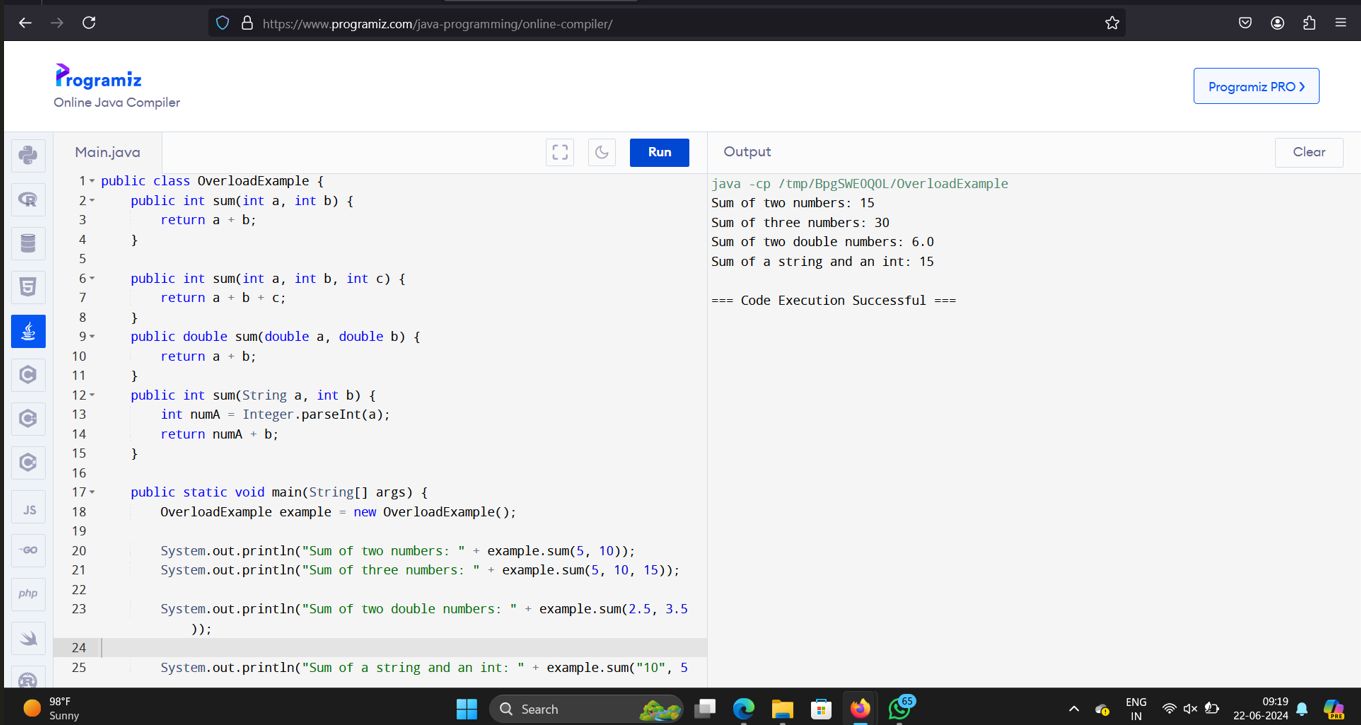 https://www.programiz.com/java-programming/online-compiler/
Programiz
Online Java Compiler
Programiz PRO >
Main.java
Run
Output
Clear
1 public class OverloadExample {
2     public int sum(int a, int b) {
3         return a + b;
4     }
5
6     public int sum(int a, int b, int c) {
7         return a + b + c;
8     }
9     public double sum(double a, double b) {
10         return a + b;
11     }
12     public int sum(String a, int b) {
13         int numA = Integer.parseInt(a);
14         return numA + b;
15     }
16
17     public static void main(String[] args) {
18         OverloadExample example = new OverloadExample();
19
20         System.out.println("Sum of two numbers: " + example.sum(5, 10));
21         System.out.println("Sum of three numbers: " + example.sum(5, 10, 15));
22
23         System.out.println("Sum of two double numbers: " + example.sum(2.5, 3.5
));
24
25         System.out.println("Sum of a string and an int: " + example.sum("10", 5
java -cp /tmp/BpgSWE0Q0L/OverloadExample
Sum of two numbers: 15
Sum of three numbers: 30
Sum of two double numbers: 6.0
Sum of a string and an int: 15
=== Code Execution Successful ===
R
5
C
C
C
JS
GO
php
98°F
Sunny
Search
65
ENG
IN
09:19
22-06-2024
PRE